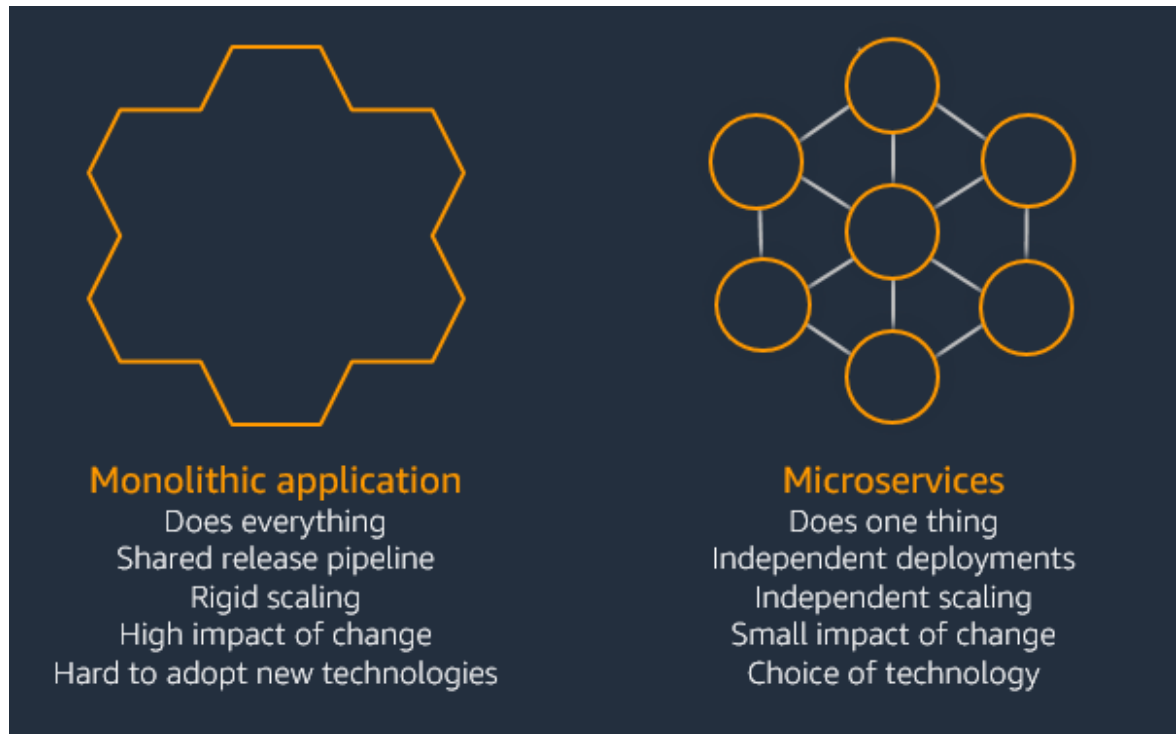 Monolithic application
Does everything
Shared release pipeline
Rigid scaling
High impact of change
Hard to adopt new technologies
Microservices
Does one thing
Independent deployments
Independent scaling
Small impact of change
Choice of technology